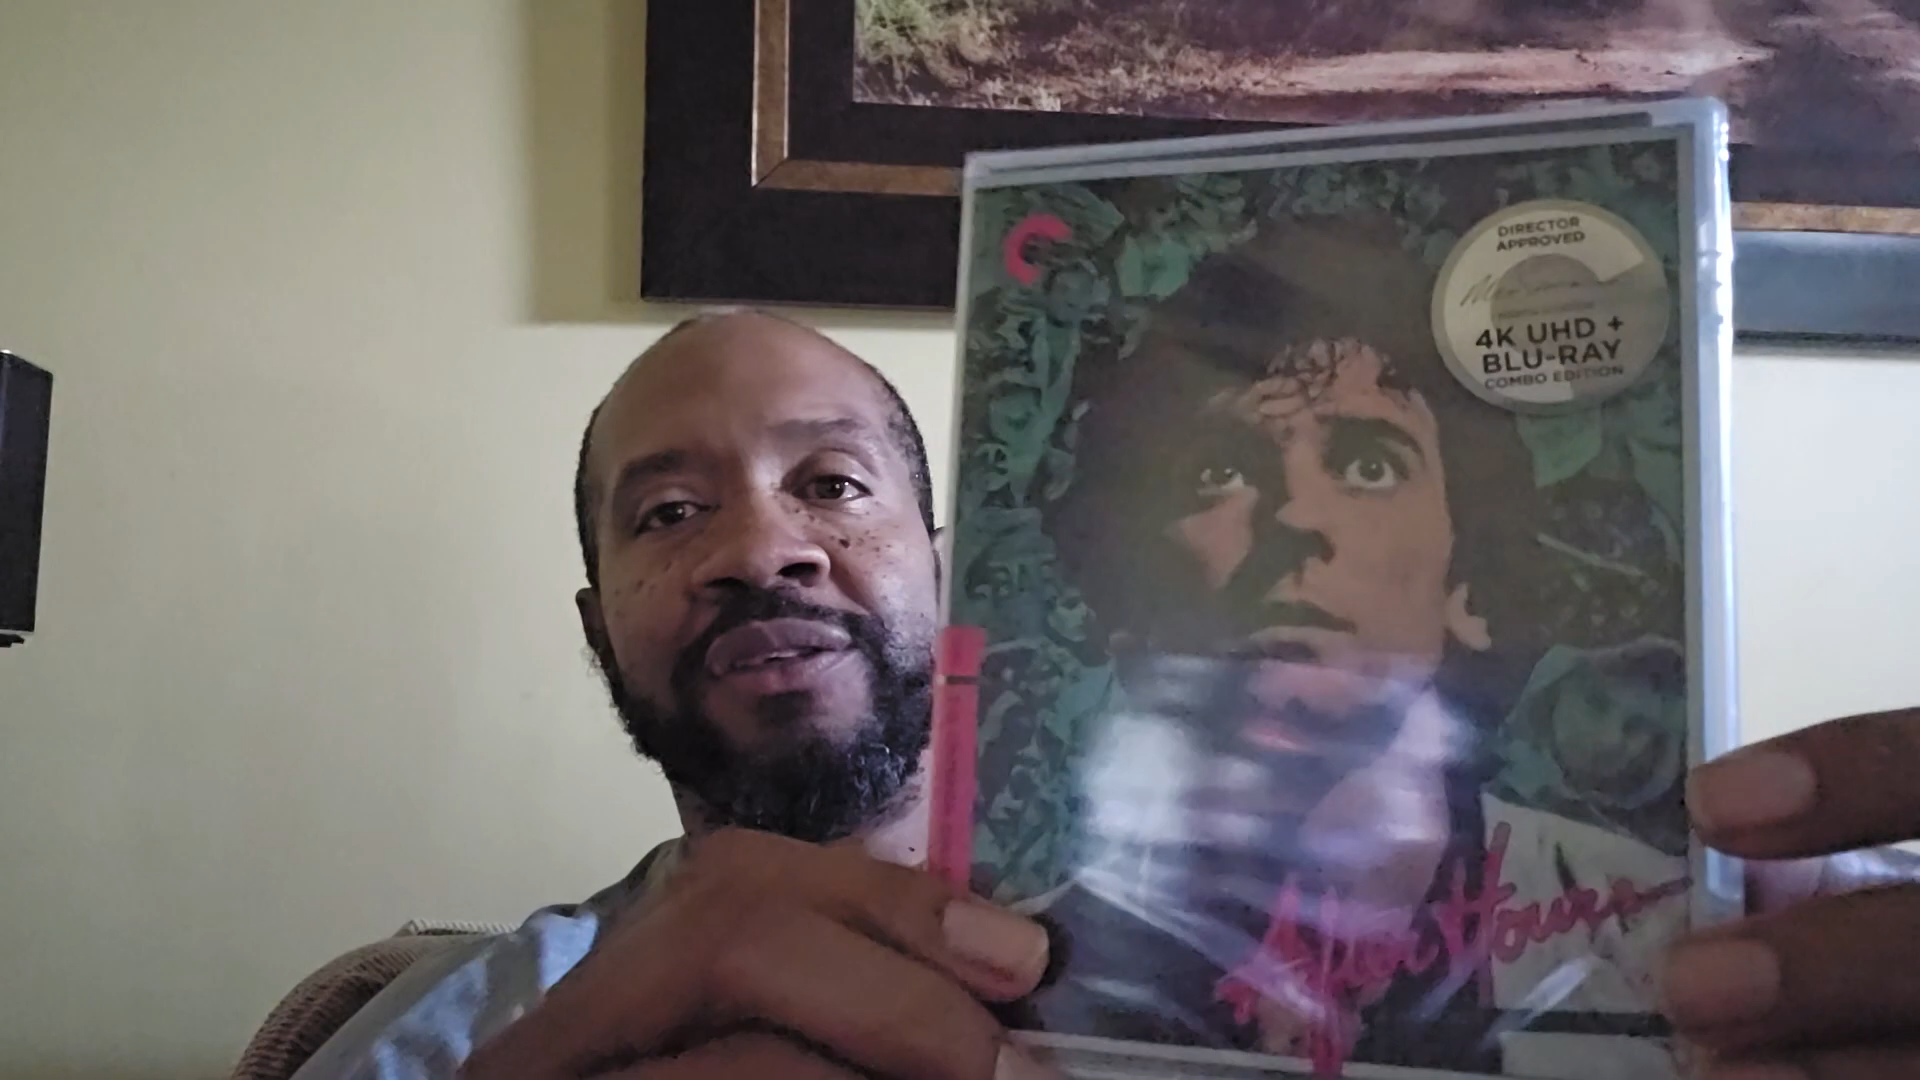 DIRECTOR
APPROVED
4K UHD +
BLU-RAY
COMBO EDITION
After Hours